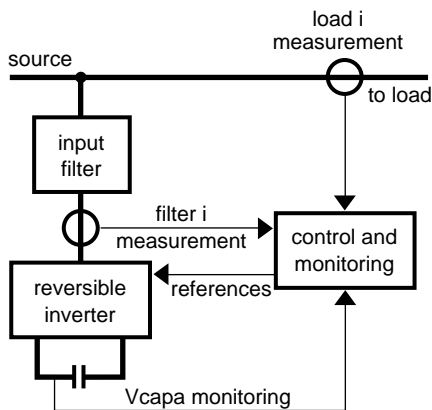 load i
measurement
source
to load
input
filter
filter i
measurement
control and
monitoring
references
reversible
inverter
Vcapa monitoring